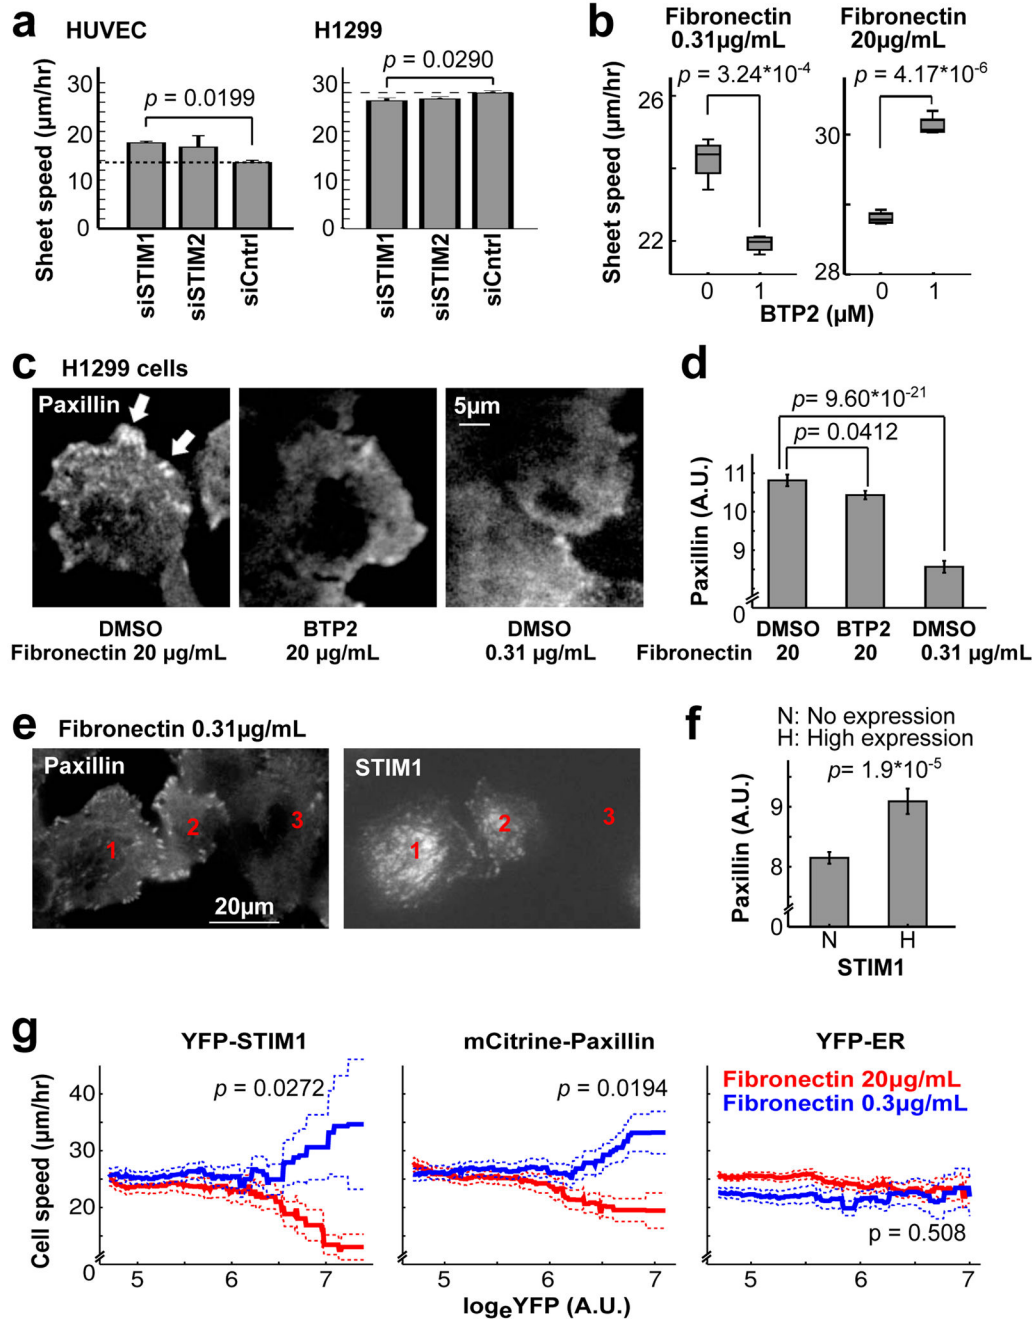 a HUVEC H1299
p = 0.0199
p = 0.0290
Sheet speed (µm/hr)
30
20
10
0
30
20
10
0
siSTIM1
siSTIM2
siCntrl
siSTIM1
siSTIM2
siCntrl
b Fibronectin Fibronectin
0.31µg/mL 20µg/mL
p = 3.24*10-4 p = 4.17*10-6
Sheet speed (µm/hr)
26
22
30
28
0 1 0 1
BTP2 (µM)
c H1299 cells
Paxillin
5µm
DMSO BTP2 DMSO
Fibronectin 20 µg/mL 20 µg/mL 0.31 µg/mL
d
p= 9.60*10-21
p= 0.0412
Paxillin (A.U.)
11
10
9
0
DMSO BTP2 DMSO
Fibronectin 20 20 0.31 µg/mL
e Fibronectin 0.31µg/mL
Paxillin
1
2
3
20µm
STIM1
1
2
3
f
N: No expression
H: High expression
p= 1.9*10-5
Paxillin (A.U.)
9
8
0
N H
STIM1
g
YFP-STIM1 mCitrine-Paxillin YFP-ER
p = 0.0272 p = 0.0194
Fibronectin 20µg/mL
Fibronectin 0.3µg/mL
p = 0.508
Cell speed (µm/hr)
40
30
20
0
5 6 7 5 6 7 5 6 7
logeYFP (A.U.)